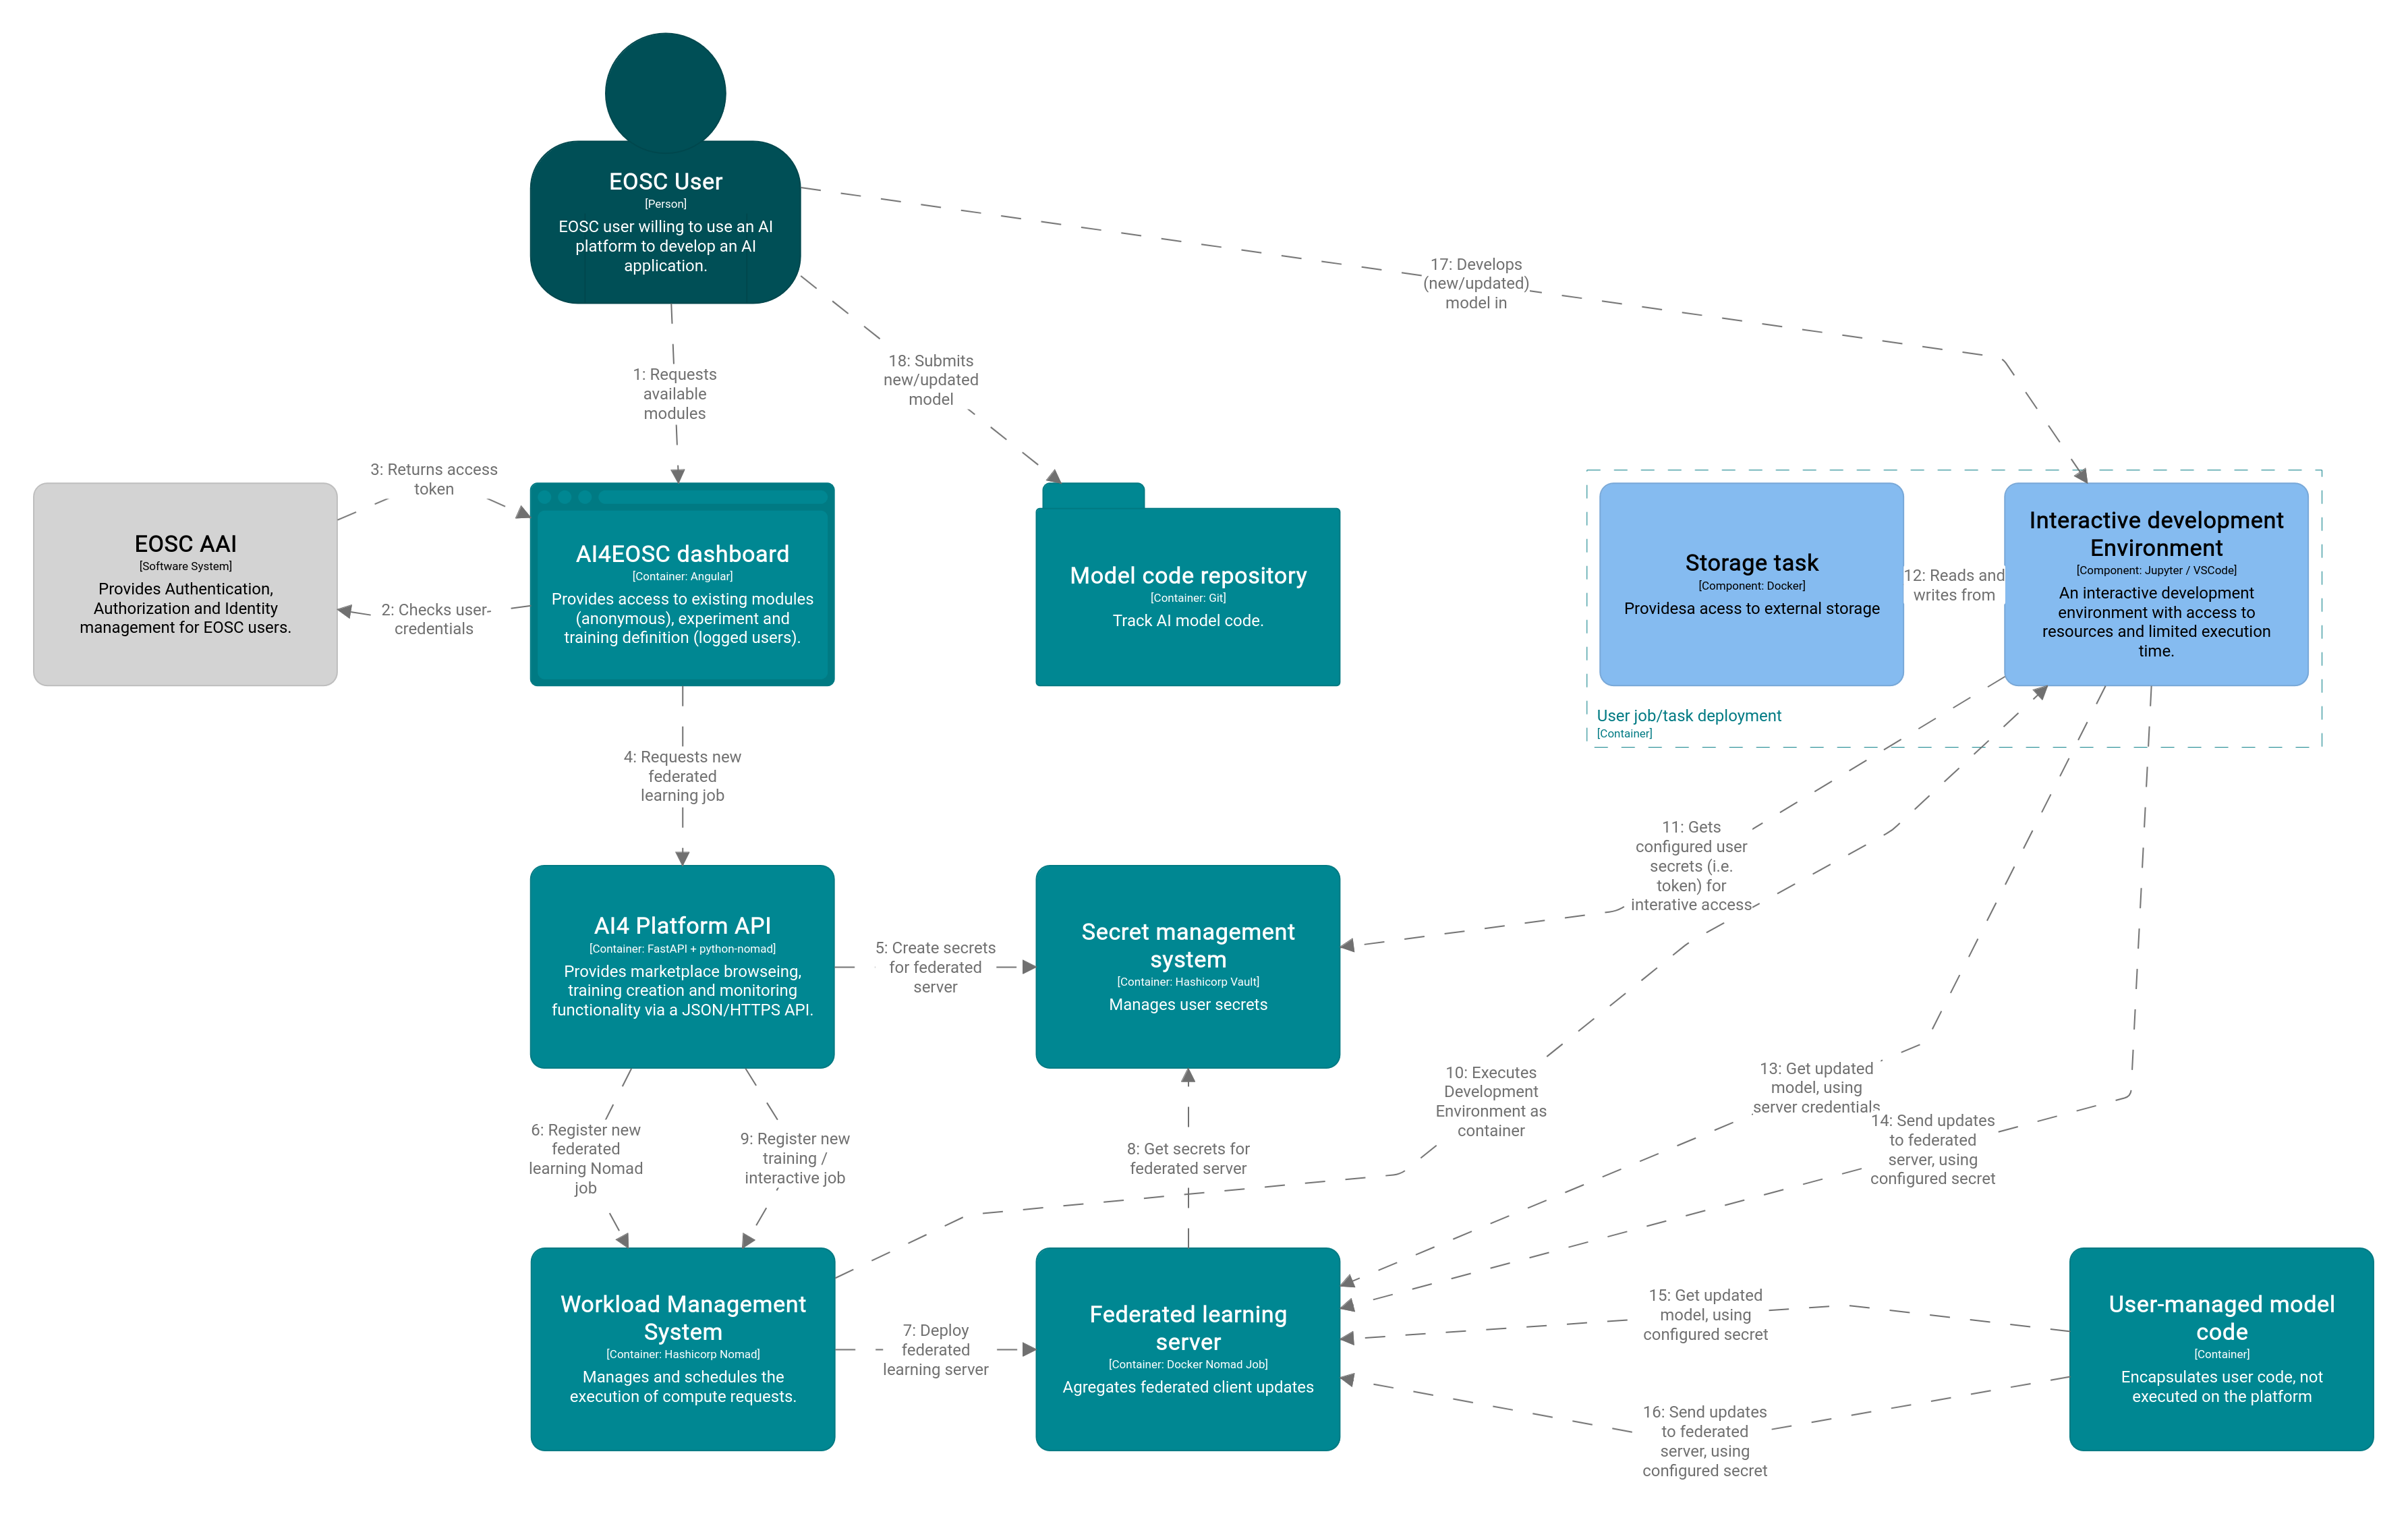 EOSC User
[Person]
EOSC user willing to use an AI
platform to develop an AI
application.
17: Develops
(new/updated)
model in
1: Requests
available
modules
18: Submits
new/updated
model
3: Returns access
token
2: Checks user-
credentials
EOSC AAI
[Software System]
Provides Authentication,
Authorization and Identity
management for EOSC users.
AI4EOSC dashboard
[Container: Angular]
Provides access to existing modules
(anonymous), experiment and
training definition (logged users).
Model code repository
[Container: Git]
Track AI model code.
Storage task
[Component: Docker]
Providesa acess to external storage
12: Reads and
writes from
Interactive development
Environment
[Component: Jupyter / VSCode]
An interactive development
environment with access to
resources and limited execution
time.
User job/task deployment
[Container]
4: Requests new
federated
learning job
11: Gets
configured user
secrets (i.e.
token) for
interative access
AI4 Platform API
[Container: FastAPI + python-nomad]
Provides marketplace browseing,
training creation and monitoring
functionality via a JSON/HTTPS API.
5: Create secrets
for federated
server
Secret management
system
[Container: Hashicorp Vault]
Manages user secrets
6: Register new
federated
learning Nomad
job
9: Register new
training /
interactive job
8: Get secrets for
federated server
10: Executes
Development
Environment as
container
13: Get updated
model, using
server credentials
14: Send updates
to federated
server, using
configured secret
Workload Management
System
[Container: Hashicorp Nomad]
Manages and schedules the
execution of compute requests.
7: Deploy
federated
learning server
Federated learning
server
[Container: Docker Nomad Job]
Agregates federated client updates
15: Get updated
model, using
configured secret
16: Send updates
to federated
server, using
configured secret
User-managed model
code
[Container]
Encapsulates user code, not
executed on the platform